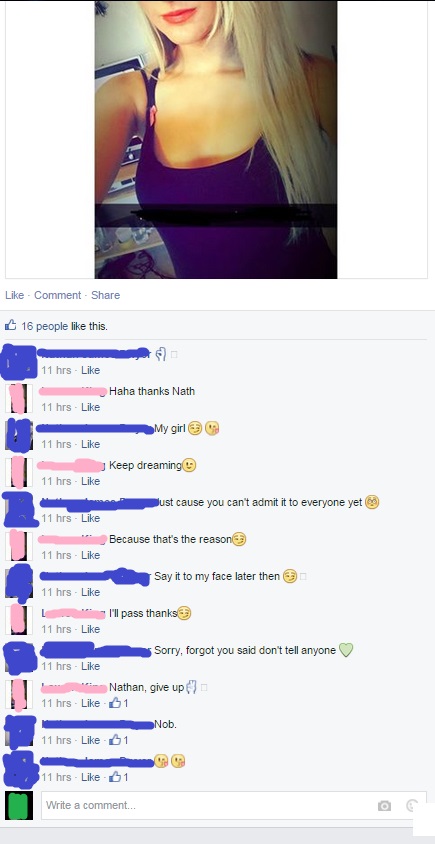 Like · Comment · Share
16 people like this.
11 hrs · Like
Haha thanks Nath
11 hrs · Like
My girl 😏 😘
11 hrs · Like
Keep dreaming 😉
11 hrs · Like
Just cause you can't admit it to everyone yet 😊
11 hrs · Like
Because that's the reason 😏
11 hrs · Like
Say it to my face later then 😏
11 hrs · Like
I'll pass thanks 😏
11 hrs · Like
Sorry, forgot you said don't tell anyone 💚
11 hrs · Like
Nathan, give up
11 hrs · Like · 1
Nob.
11 hrs · Like · 1
😘 😘
11 hrs · Like · 1
Write a comment...